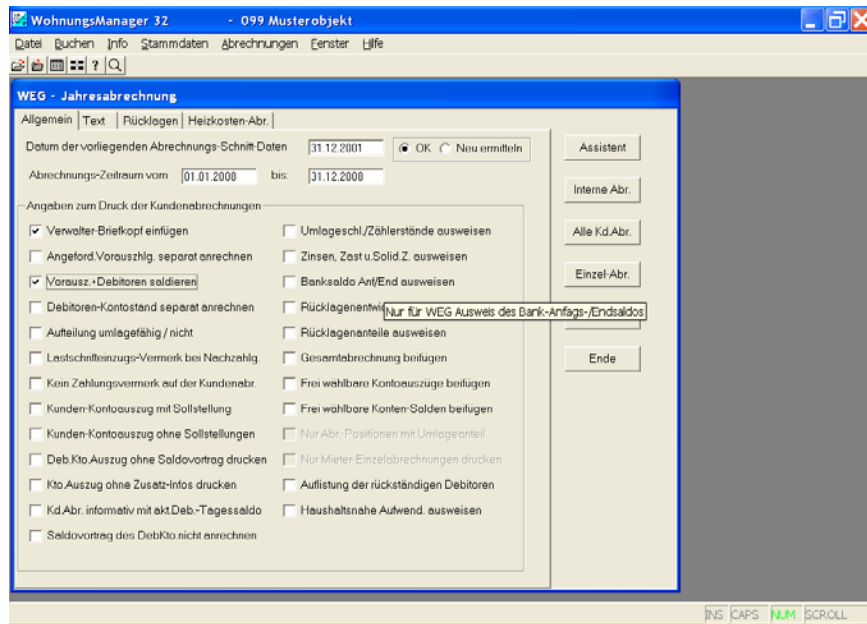 WohnungsManager 32 - 099 Musterobjekt
Datei Buchen Info Stammdaten Abrechnungen Fenster Hilfe
WEG - Jahresabrechnung
Allgemein Text Rücklagen Heizkosten-Abr.
Datum der vorliegenden Abrechnungs-Schnitt-Daten 31.12.2001 OK Neu ermitteln
Abrechnungs-Zeitraum vom 01.01.2008 bis: 31.12.2008
Angaben zum Druck der Kundenabrechnungen
Verwalter-Briefkopf einfügen
Angeford.Vorauszhlg. separat anrechnen
Vorausz.+Debitoren saldieren
Debitoren-Kontostand separat anrechnen
Aufteilung umlagefähig / nicht
Lastschrifteinzugs-Vermerk bei Nachzahlg.
Kein Zahlungsvermerk auf der Kundenabr.
Kunden-Kontoauszug mit Sollstellung
Kunden-Kontoauszug ohne Sollstellungen
Deb.Kto.Auszug ohne Saldovortrag drucken
Kto.Auszug ohne Zusatz-Infos drucken
Kd.Abr. informativ mit akt.Deb.-Tagessaldo
Saldovortrag des DebKto.nicht anrechnen
Umlageschl./Zählerstände ausweisen
Zinsen, Zast u.Solid.Z. ausweisen
Banksaldo Anf/End ausweisen
Nur für WEG Ausweis des Bank-Anfags-/Endsaldos
Rücklagenanteile ausweisen
Gesamtabrechnung beifügen
Frei wählbare Kontoauszüge beifügen
Frei wählbare Konten-Salden beifügen
Nur Abr.-Positionen mit Umlageanteil
Nur Mieter-Einzelabrechnungen drucken
Auflistung der rückständigen Debitoren
Haushaltsnahe Aufwend. ausweisen
Assistent
Interne Abr.
Alle Kd.Abr.
Einzel-Abr.
Ende
INS CAPS NUM SCROLL